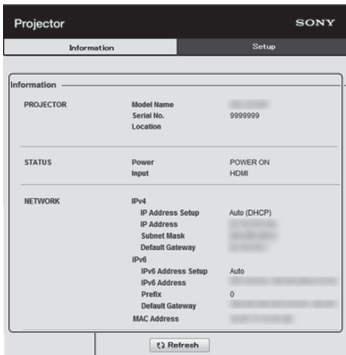 Projector SONY
Information Setup
Information
PROJECTOR Model Name
Serial No. 9999999
Location
STATUS Power POWER ON
Input HDMI
NETWORK IPv4
IP Address Setup Auto (DHCP)
IP Address
Subnet Mask
Default Gateway
IPv6
IPv6 Address Setup Auto
IPv6 Address
Prefix 0
Default Gateway
MAC Address
Refresh